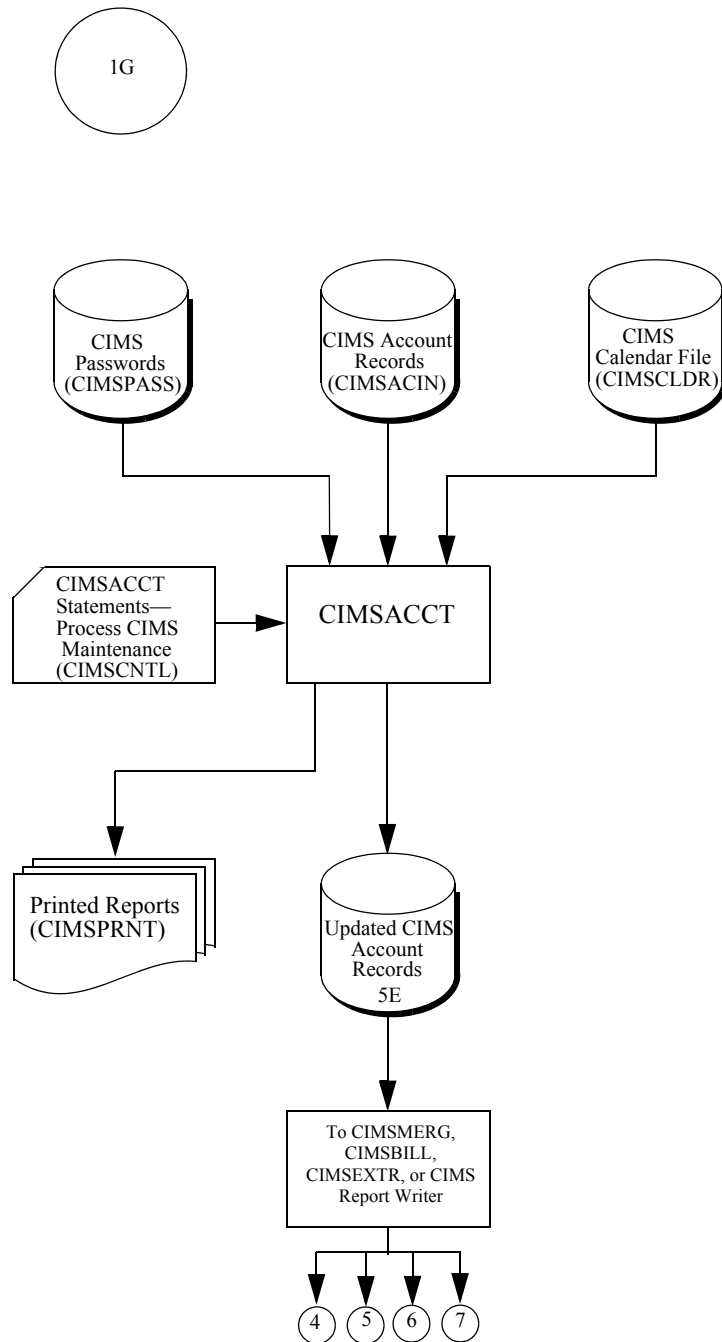 1G
CIMS
Passwords
(CIMSPASS)
CIMS Account
Records
(CIMSACIN)
CIMS
Calendar File
(CIMSCLDR)
CIMSACCT
Statements—
Process CIMS
Maintenance
(CIMSCNTL)
CIMSACCT
Printed Reports
(CIMSPRNT)
Updated CIMS
Account
Records
5E
To CIMSMERG,
CIMSBILL,
CIMSEXTR, or CIMS
Report Writer
4
5
6
7